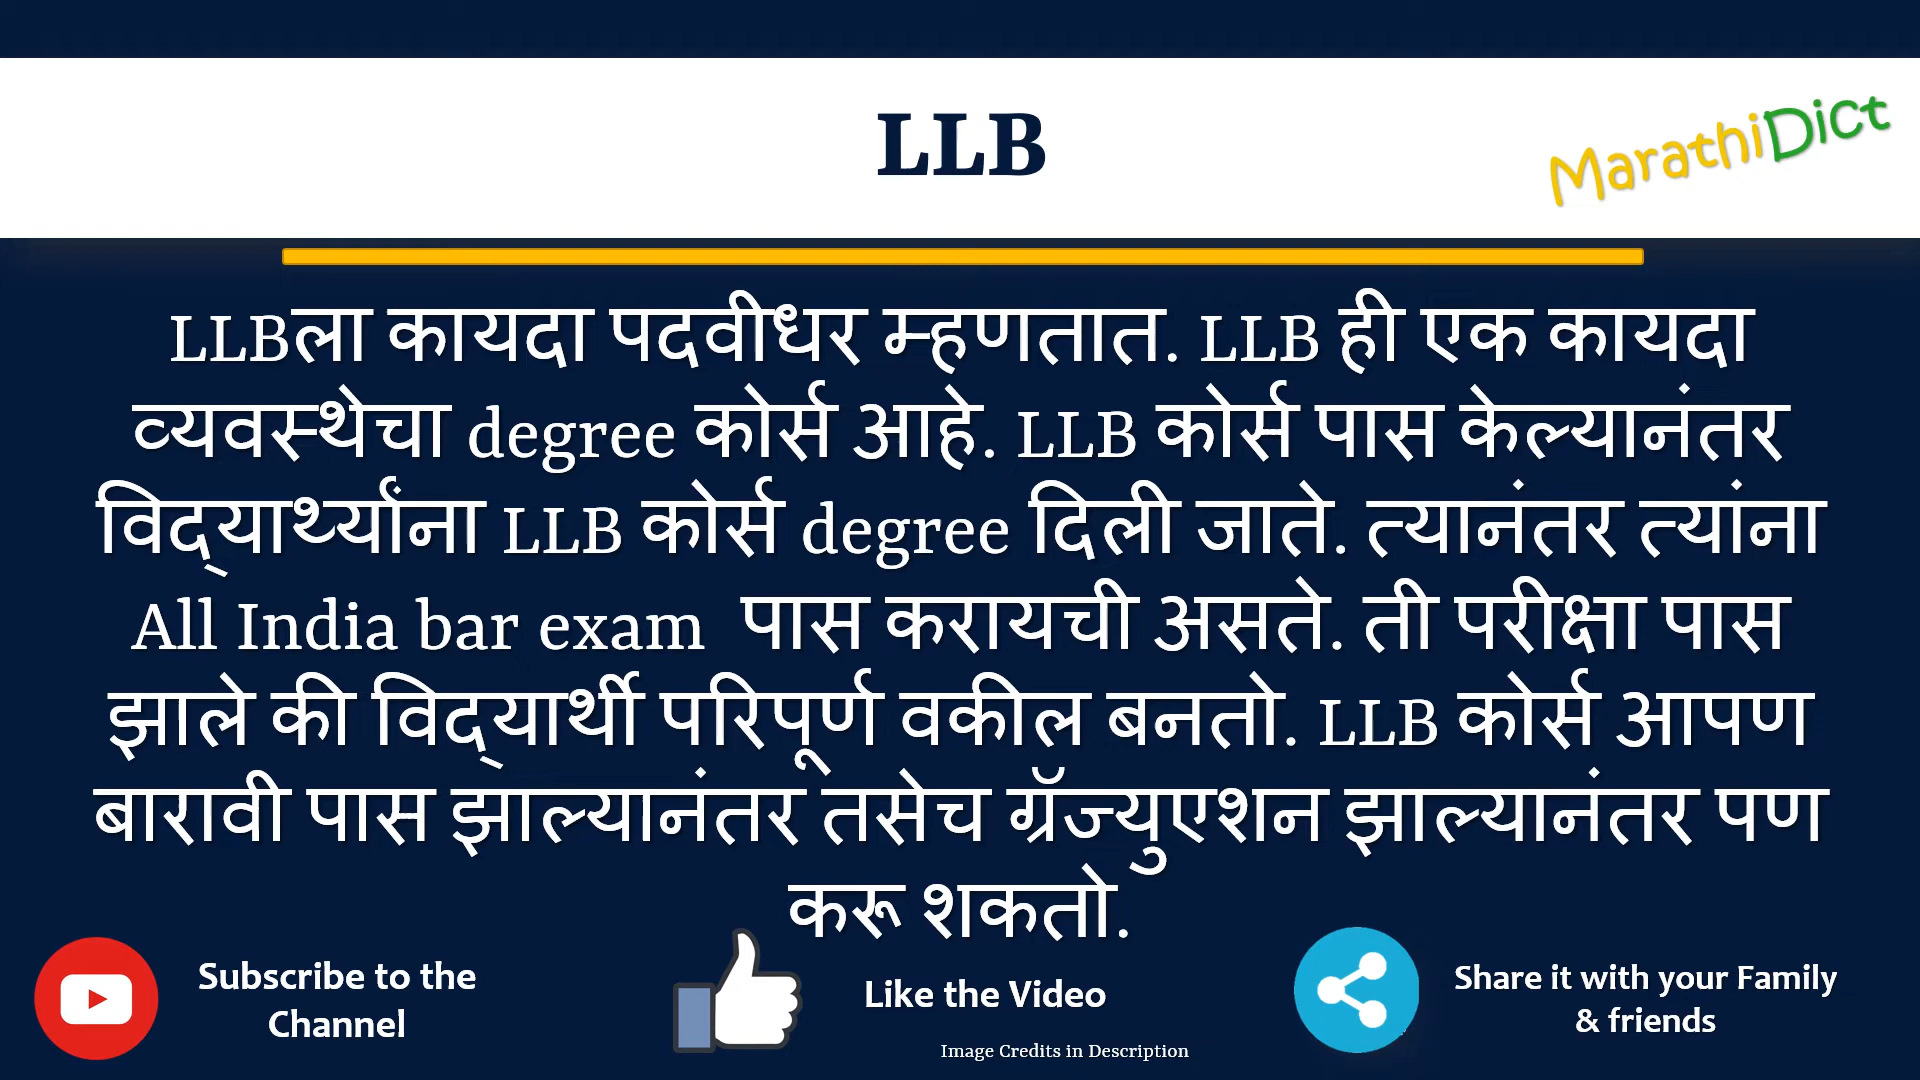 LLB
MarathiDict
LLBला कायदा पदवीधर म्हणतात. LLB ही एक कायदा
व्यवस्थेचा degree कोर्स आहे. LLB कोर्स पास केल्यानंतर
विद्‌यार्थ्यांना LLB कोर्स degree दिली जाते. त्यानंतर त्यांना
All India bar exam पास करायची असते. ती परीक्षा पास
झाले की विद्‌यार्थी परिपूर्ण वकील बनतो. LLB कोर्स आपण
बारावी पास झाल्यानंतर तसेच ग्रॅज्युएशन झाल्यानंतर पण
करू शकतो.
Subscribe to the
Channel
Like the Video
Share it with your Family
& friends
Image Credits in Description